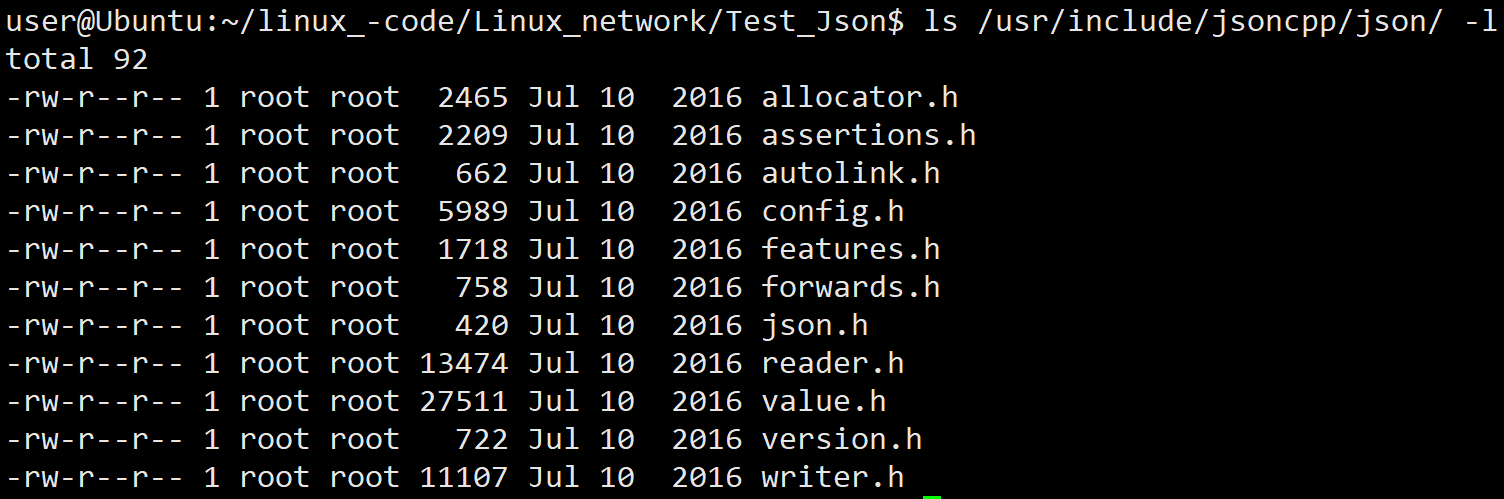 user@Ubuntu:~/linux_-code/Linux_network/Test_Json$ ls /usr/include/jsoncpp/json/ -l
total 92
-rw-r--r-- 1 root root  2465 Jul 10  2016 allocator.h
-rw-r--r-- 1 root root  2209 Jul 10  2016 assertions.h
-rw-r--r-- 1 root root   662 Jul 10  2016 autolink.h
-rw-r--r-- 1 root root  5989 Jul 10  2016 config.h
-rw-r--r-- 1 root root  1718 Jul 10  2016 features.h
-rw-r--r-- 1 root root   758 Jul 10  2016 forwards.h
-rw-r--r-- 1 root root   420 Jul 10  2016 json.h
-rw-r--r-- 1 root root 13474 Jul 10  2016 reader.h
-rw-r--r-- 1 root root 27511 Jul 10  2016 value.h
-rw-r--r-- 1 root root   722 Jul 10  2016 version.h
-rw-r--r-- 1 root root 11107 Jul 10  2016 writer.h